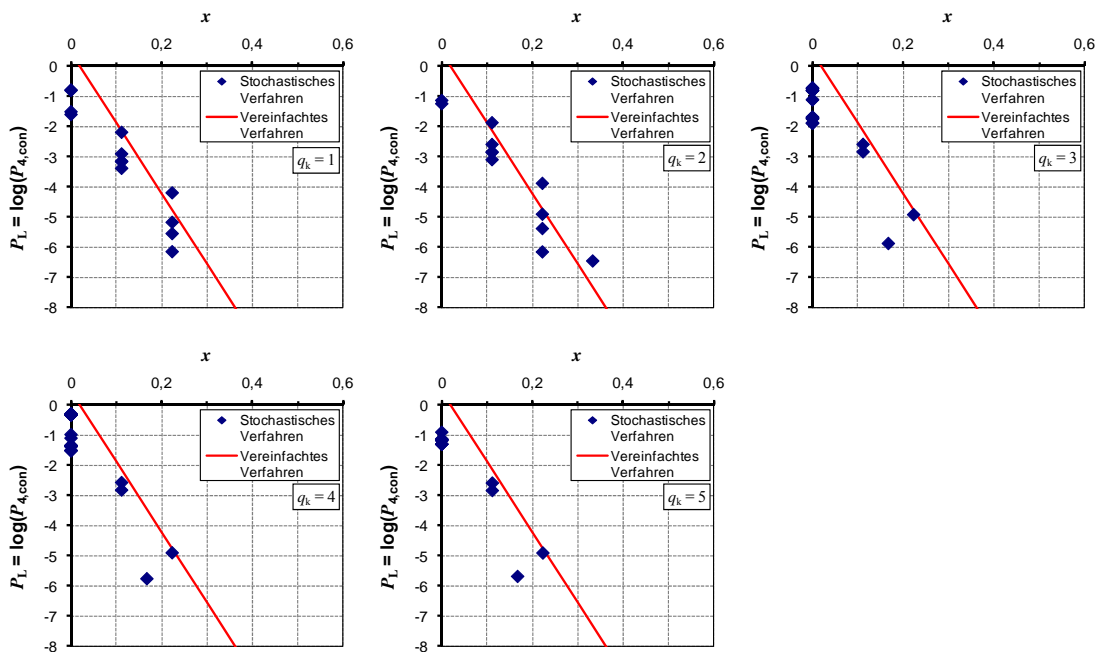 x
0 0,2 0,4 0,6
0
-1
-2
-3
-4
-5
-6
-7
-8
P_L = log(P_4,con)
Stochastisches
Verfahren
Vereinfachtes
Verfahren
q_k = 1
x
0 0,2 0,4 0,6
0
-1
-2
-3
-4
-5
-6
-7
-8
P_L = log(P_4,con)
Stochastisches
Verfahren
Vereinfachtes
Verfahren
q_k = 2
x
0 0,2 0,4 0,6
0
-1
-2
-3
-4
-5
-6
-7
-8
P_L = log(P_4,con)
Stochastisches
Verfahren
Vereinfachtes
Verfahren
q_k = 3
x
0 0,2 0,4 0,6
0
-1
-2
-3
-4
-5
-6
-7
-8
P_L = log(P_4,con)
Stochastisches
Verfahren
Vereinfachtes
Verfahren
q_k = 4
x
0 0,2 0,4 0,6
0
-1
-2
-3
-4
-5
-6
-7
-8
P_L = log(P_4,con)
Stochastisches
Verfahren
Vereinfachtes
Verfahren
q_k = 5